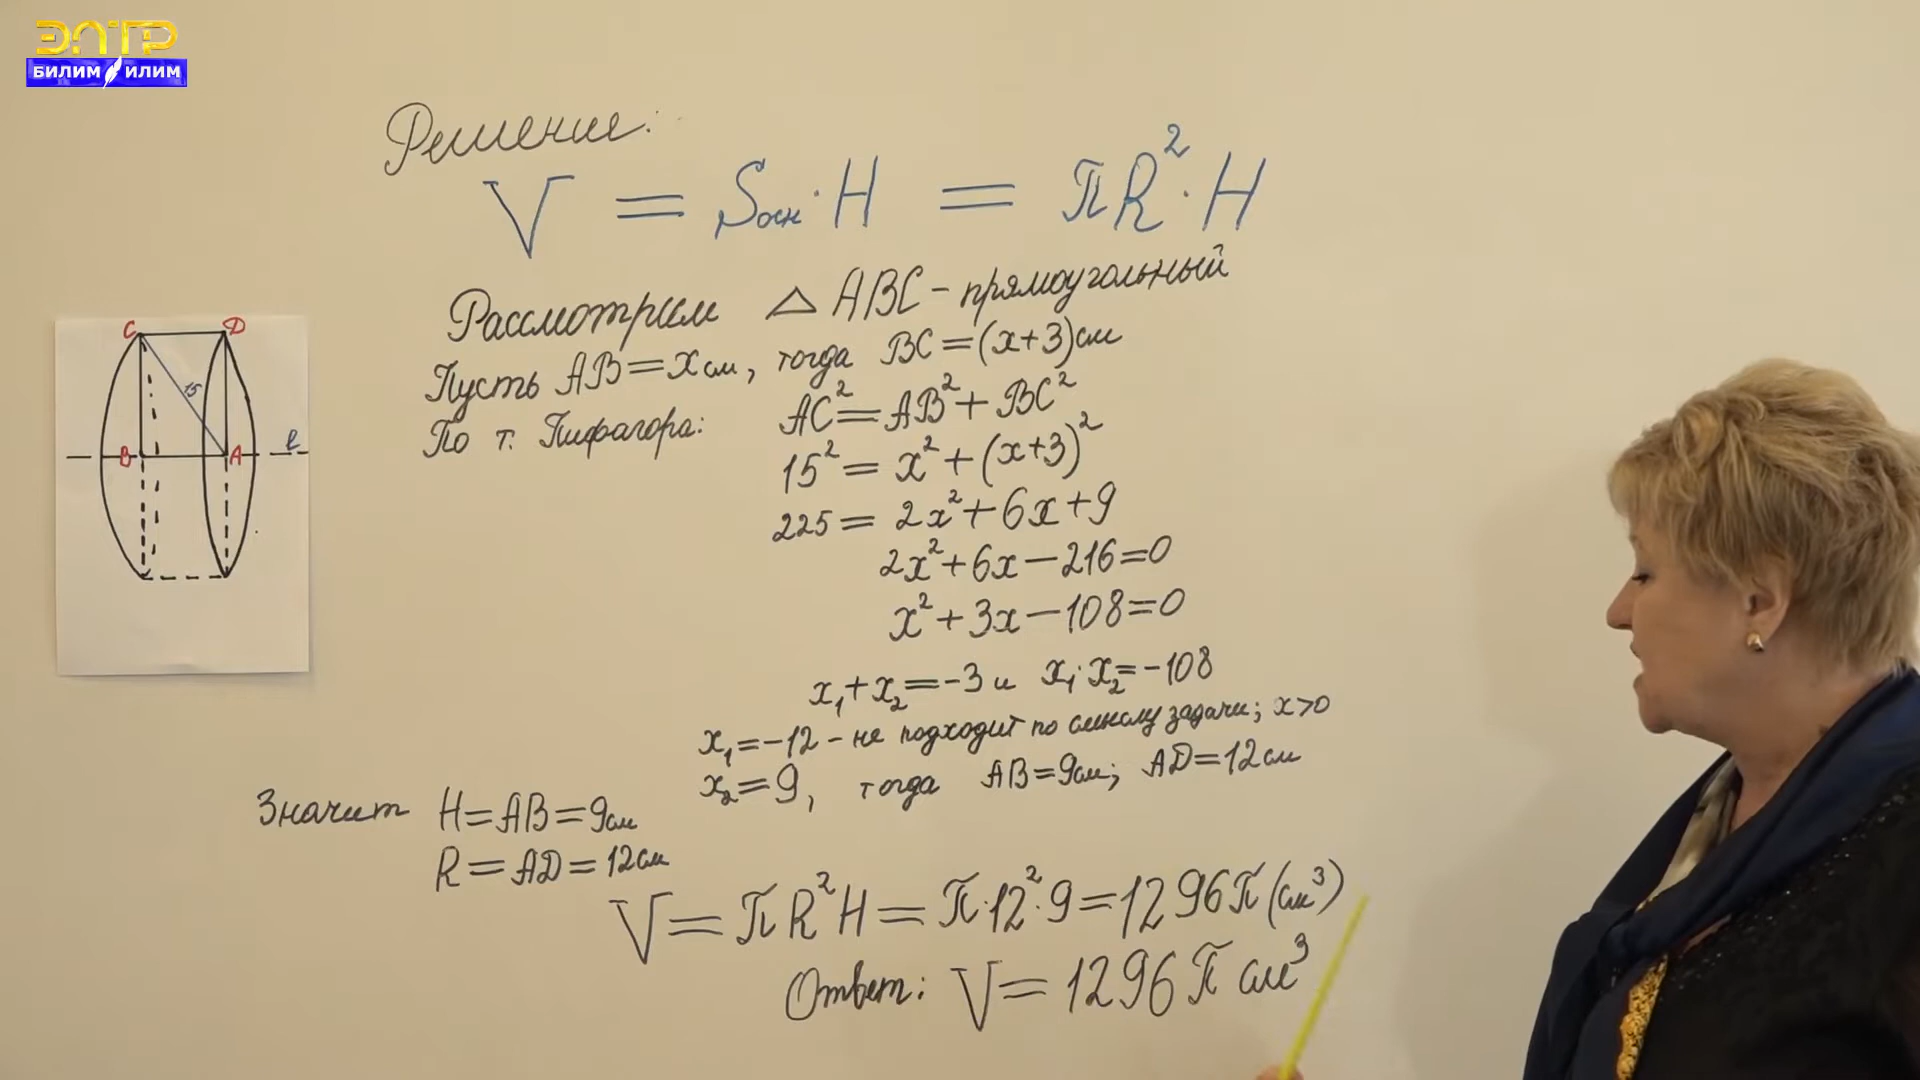 ЭЛТР
БИЛИМ ИЛИМ
Решение:
V = Sосн · H = πR² · H
Рассмотрим △ ABC - прямоугольный
Пусть AB = x см, тогда BC = (x+3) см
По т. Пифагора: AC² = AB² + BC²
15² = x² + (x+3)²
225 = 2x² + 6x + 9
2x² + 6x - 216 = 0
x² + 3x - 108 = 0
x₁ + x₂ = -3 и x₁ · x₂ = -108
x₁ = -12 - не подходит по смыслу задачи; x > 0
x₂ = 9, тогда AB = 9 см; AD = 12 см
Значит H = AB = 9 см
R = AD = 12 см
V = πR²H = π · 12² · 9 = 1296π (см³)
Ответ: V = 1296π см³
C D
15
B A l